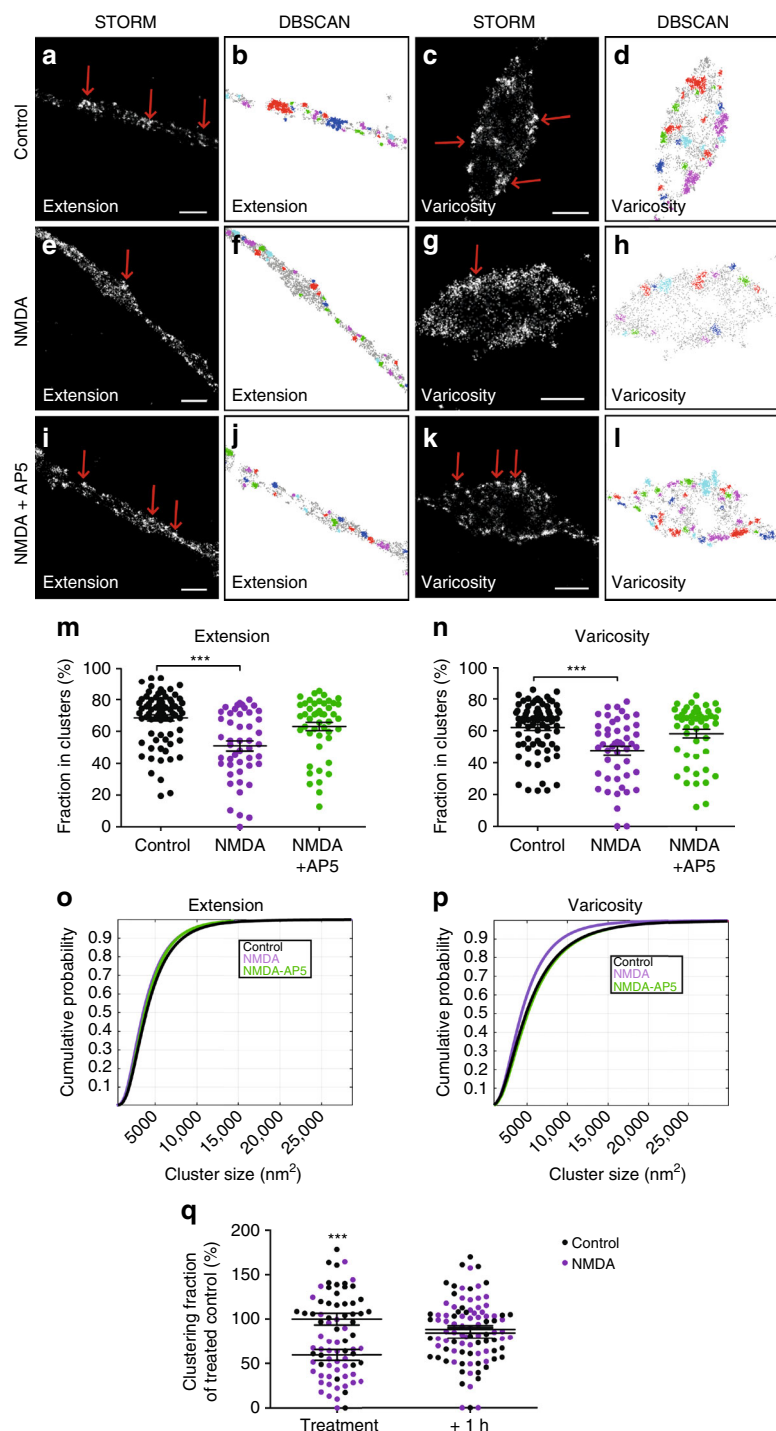 STORM DBSCAN STORM DBSCAN
Control
a b c d
Extension Extension Varicosity Varicosity
NMDA
e f g h
Extension Extension Varicosity Varicosity
NMDA + AP5
i j k l
Extension Extension Varicosity Varicosity
m
Extension
***
Fraction in clusters (%)
100
80
60
40
20
0
Control NMDA NMDA
+AP5
n
Varicosity
***
Fraction in clusters (%)
100
80
60
40
20
0
Control NMDA NMDA
+AP5
o
Extension
Cumulative probability
0.9
0.8
0.7
0.6
0.5
0.4
0.3
0.2
0.1
Control
NMDA
NMDA-AP5
5000 10,000 15,000 20,000 25,000
Cluster size (nm²)
p
Varicosity
Cumulative probability
0.9
0.8
0.7
0.6
0.5
0.4
0.3
0.2
0.1
Control
NMDA
NMDA-AP5
5000 10,000 15,000 20,000 25,000
Cluster size (nm²)
q
Clustering fraction
of treated control (%)
200
150
100
50
0
***
Control
NMDA
Treatment + 1 h